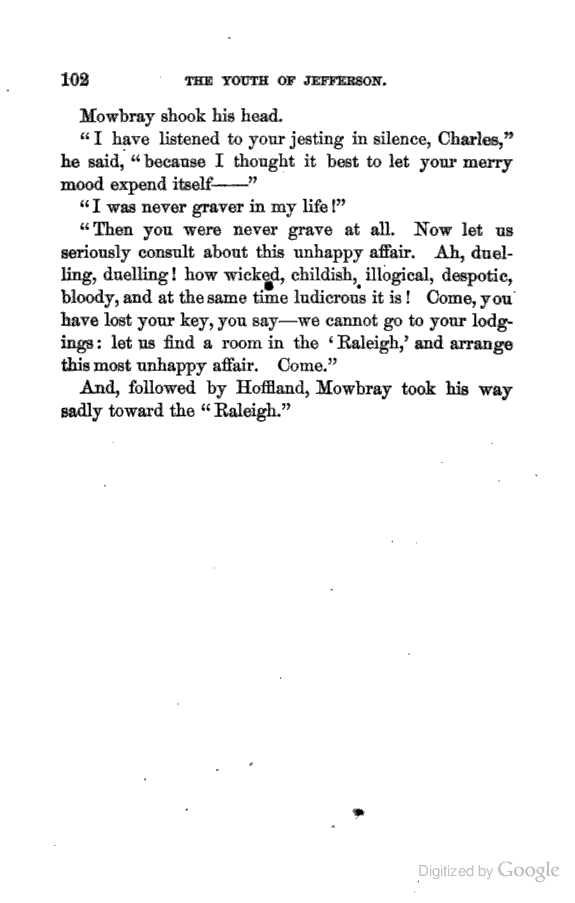 102 THE YOUTH OF JEFFERSON.
Mowbray shook his head.
“I have listened to your jesting in silence, Charles,”
he said, “because I thought it best to let your merry
mood expend itself——”
“I was never graver in my life!”
“Then you were never grave at all. Now let us
seriously consult about this unhappy affair. Ah, duel-
ling, duelling! how wicked, childish, illogical, despotic,
bloody, and at the same time ludicrous it is! Come, you
have lost your key, you say—we cannot go to your lodg-
ings: let us find a room in the ‘Raleigh,’ and arrange
this most unhappy affair. Come.”
And, followed by Hoffland, Mowbray took his way
sadly toward the “Raleigh.”
Digitized by Google